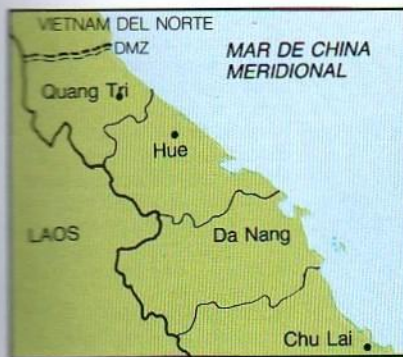 VIETNAM DEL NORTE
DMZ
MAR DE CHINA
MERIDIONAL
Quang Tri
Hue
LAOS
Da Nang
Chu Lai